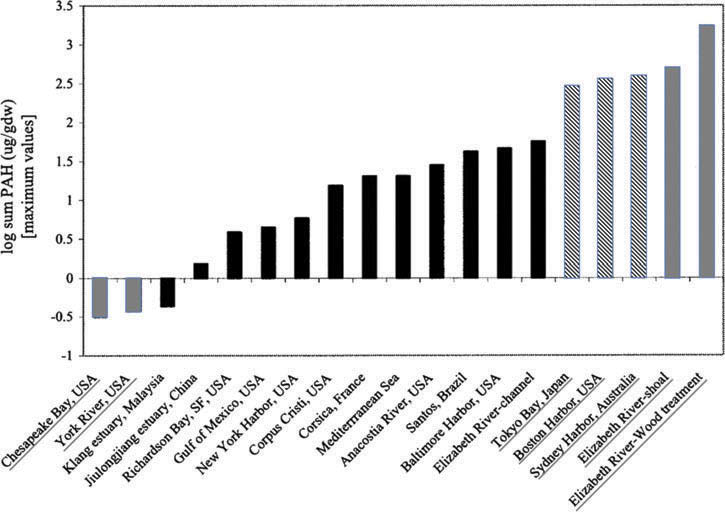 log sum PAH (ug/gdw)
[maximum values]
3.5
3
2.5
2
1.5
1
0.5
0
-0.5
-1
Chesapeake Bay, USA
York River, USA
Klang estuary, Malaysia
Jiulongjiang estuary, China
Richardson Bay, SF, USA
Gulf of Mexico, USA
New York Harbor, USA
Corpus Cristi, USA
Corsica, France
Mediterrranean Sea
Anacostia River, USA
Santos, Brazil
Baltimore Harbor, USA
Elizabeth River-channel
Tokyo Bay, Japan
Boston Harbor, USA
Sydney Harbor, Australia
Elizabeth River-shoal
Elizabeth River-Wood treatment